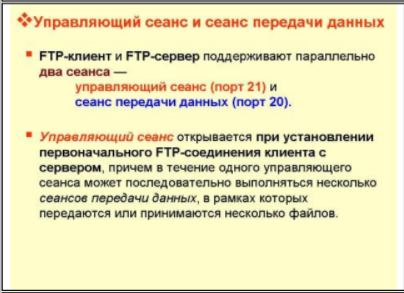 Управляющий сеанс и сеанс передачи данных
FTP-клиент и FTP-сервер поддерживают параллельно
два сеанса —
управляющий сеанс (порт 21) и
сеанс передачи данных (порт 20).
Управляющий сеанс открывается при установлении
первоначального FTP-соединения клиента с
сервером, причем в течение одного управляющего
сеанса может последовательно выполняться несколько
сеансов передачи данных, в рамках которых
передаются или принимаются несколько файлов.